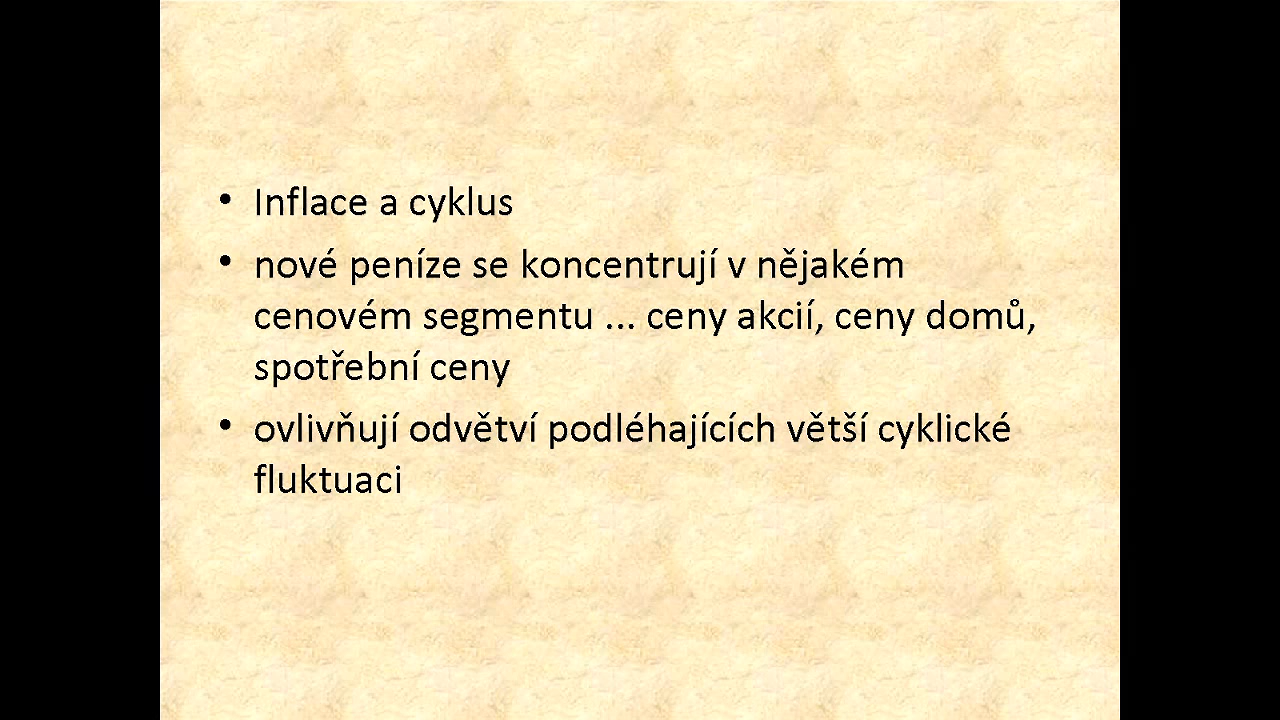 • Inflace a cyklus
• nové peníze se koncentrují v nějakém
cenovém segmentu ... ceny akcií, ceny domů,
spotřební ceny
• ovlivňují odvětví podléhajících větší cyklické
fluktuaci